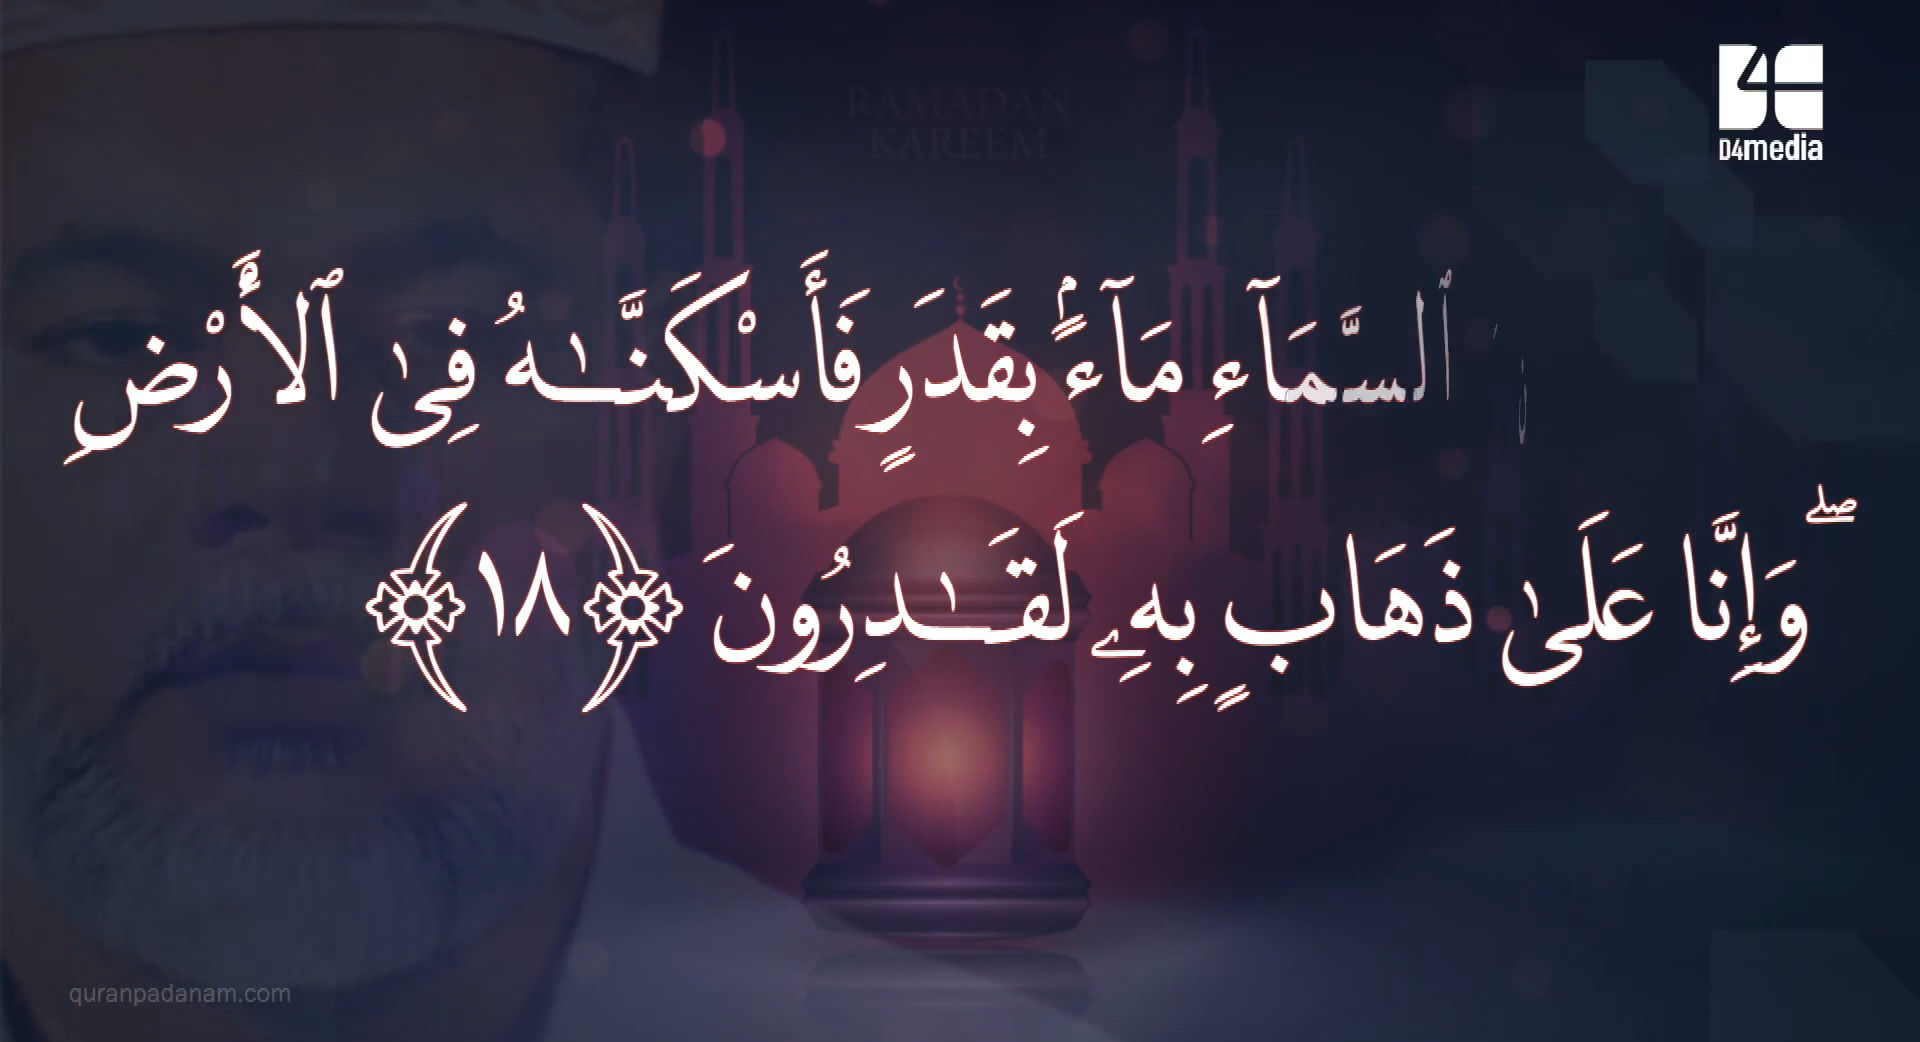 RAMADAN
KAREEM
D4media
ٱلسَّمَآءِ مَآءًۢ بِقَدَرٍ فَأَسْكَنَّـٰهُ فِى ٱلْأَرْضِ
ۖ وَإِنَّا عَلَىٰ ذَهَابٍۭ بِهِۦ لَقَـٰدِرُونَ ﴿١٨﴾
quranpadanam.com